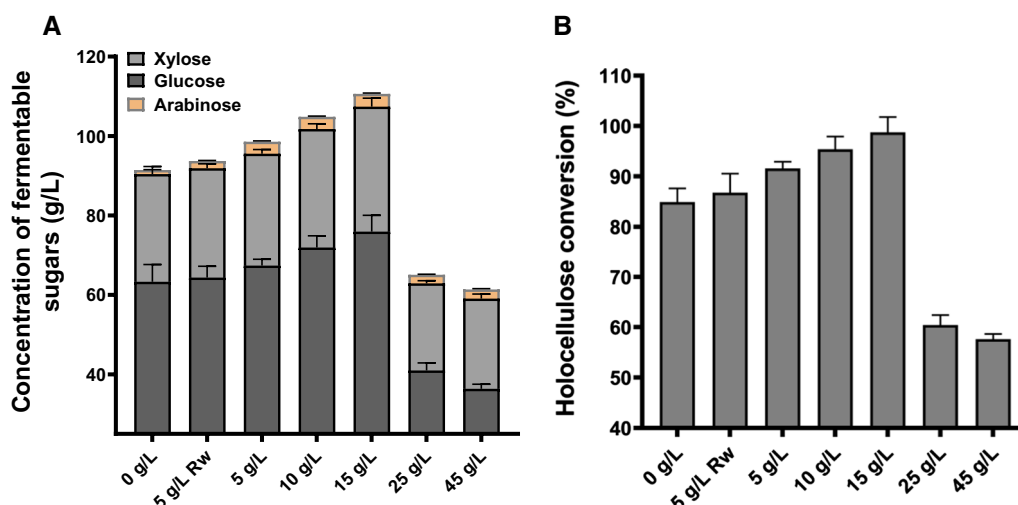 A
Concentration of fermentable
sugars (g/L)
120
100
80
60
40
Xylose
Glucose
Arabinose
0 g/L
5 g/L Rw
5 g/L
10 g/L
15 g/L
25 g/L
45 g/L
B
Holocellulose conversion (%)
110
100
90
80
70
60
50
40
0 g/L
5 g/L Rw
5 g/L
10 g/L
15 g/L
25 g/L
45 g/L